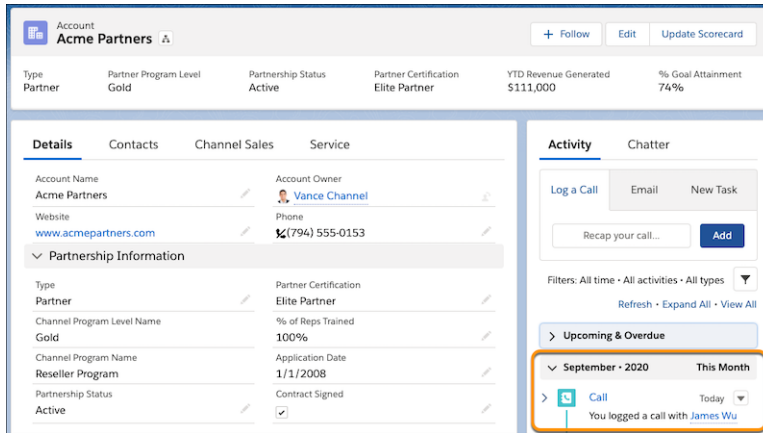 Account
Acme Partners
+ Follow
Edit
Update Scorecard
Type
Partner Program Level
Partnership Status
Partner Certification
YTD Revenue Generated
% Goal Attainment
Partner
Gold
Active
Elite Partner
$111,000
74%
Details
Contacts
Channel Sales
Service
Account Name
Account Owner
Acme Partners
Vance Channel
Website
Phone
www.acmepartners.com
(794) 555-0153
Partnership Information
Type
Partner Certification
Partner
Elite Partner
Channel Program Level Name
% of Reps Trained
Gold
100%
Channel Program Name
Application Date
Reseller Program
1/1/2008
Partnership Status
Contract Signed
Active
Activity
Chatter
Log a Call
Email
New Task
Recap your call...
Add
Filters: All time • All activities • All types
Refresh • Expand All • View All
Upcoming & Overdue
September • 2020
This Month
Call
Today
You logged a call with James Wu